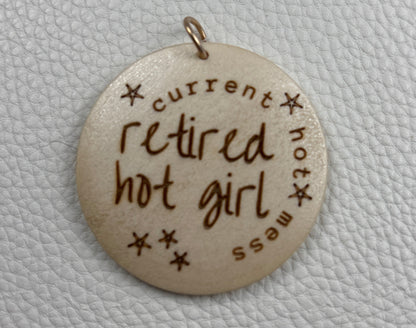 current hot mess
retired
hot girl